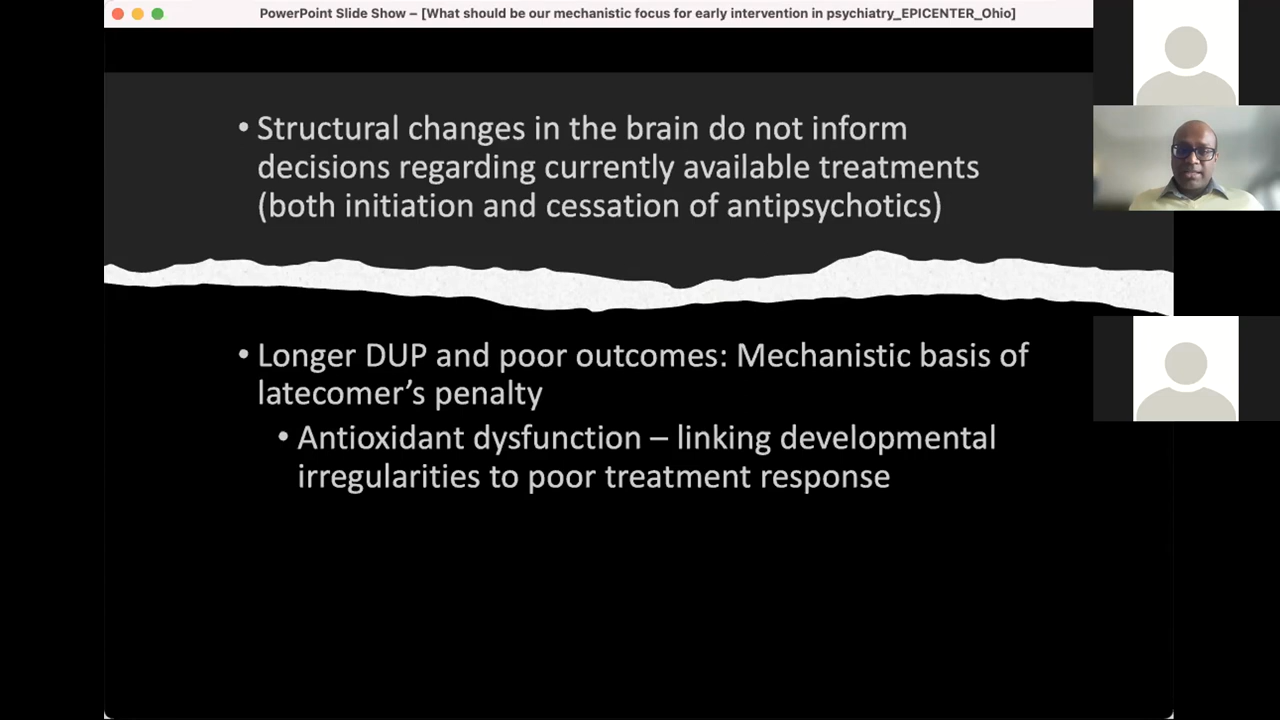 PowerPoint Slide Show – [What should be our mechanistic focus for early intervention in psychiatry_EPICENTER_Ohio]
• Structural changes in the brain do not inform
decisions regarding currently available treatments
(both initiation and cessation of antipsychotics)
• Longer DUP and poor outcomes: Mechanistic basis of
latecomer’s penalty
• Antioxidant dysfunction – linking developmental
irregularities to poor treatment response